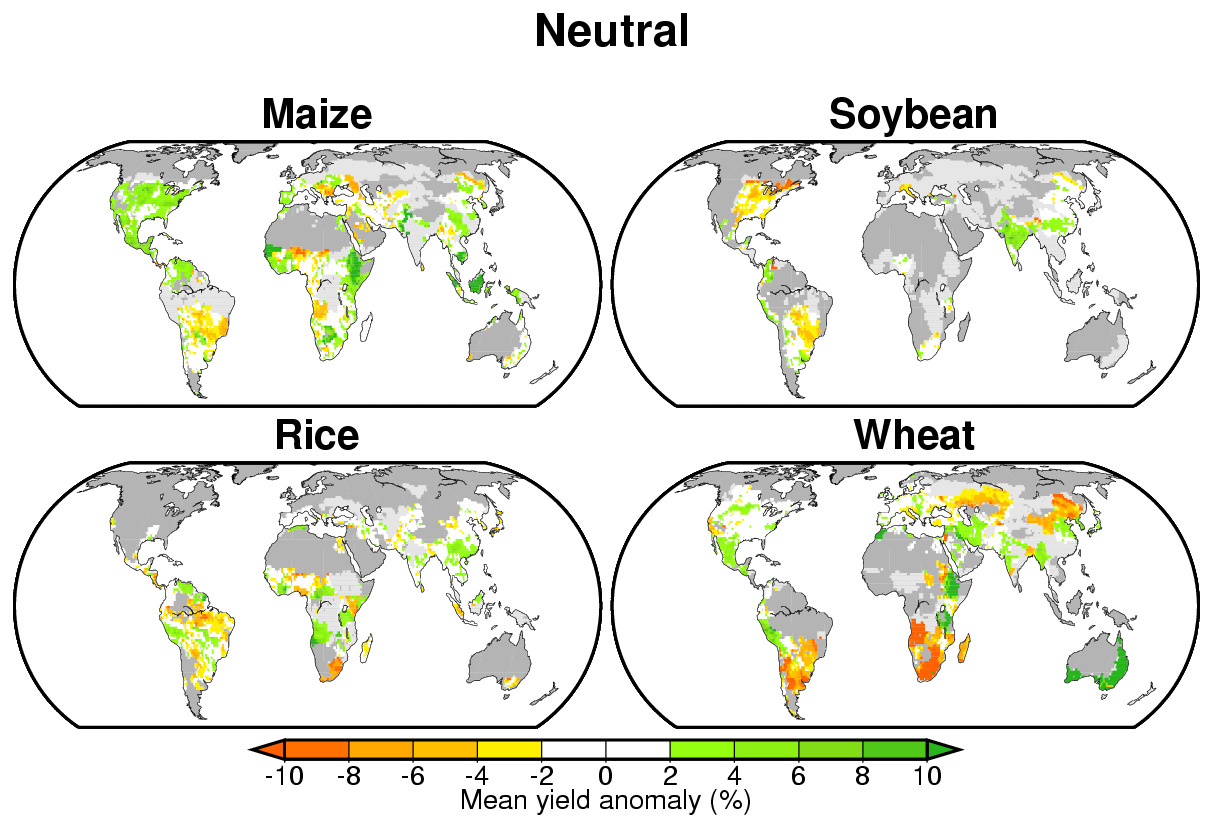 Neutral
Maize
Soybean
Rice
Wheat
-10 -8 -6 -4 -2 0 2 4 6 8 10
Mean yield anomaly (%)